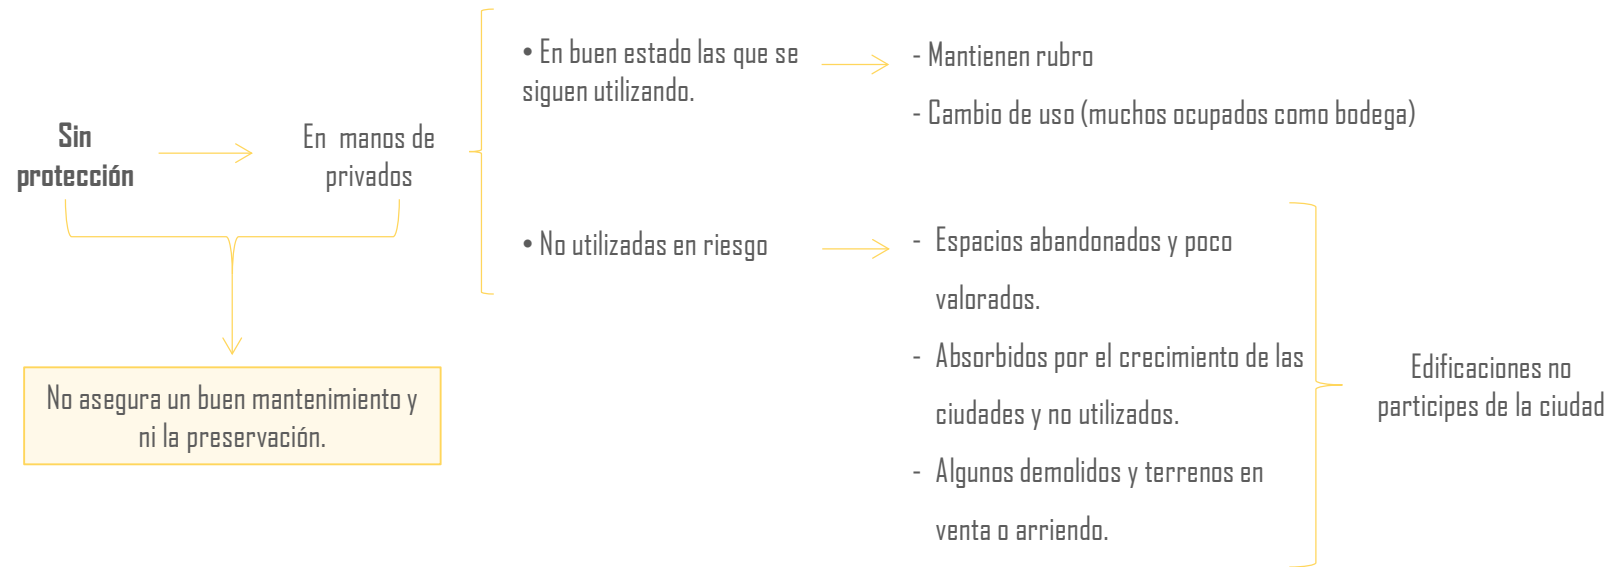 Sin
protección
En manos de
privados
No asegura un buen mantenimiento y
ni la preservación.
• En buen estado las que se
siguen utilizando.
- Mantienen rubro
- Cambio de uso (muchos ocupados como bodega)
• No utilizadas en riesgo
- Espacios abandonados y poco
valorados.
- Absorbidos por el crecimiento de las
ciudades y no utilizados.
- Algunos demolidos y terrenos en
venta o arriendo.
Edificaciones no
participes de la ciudad